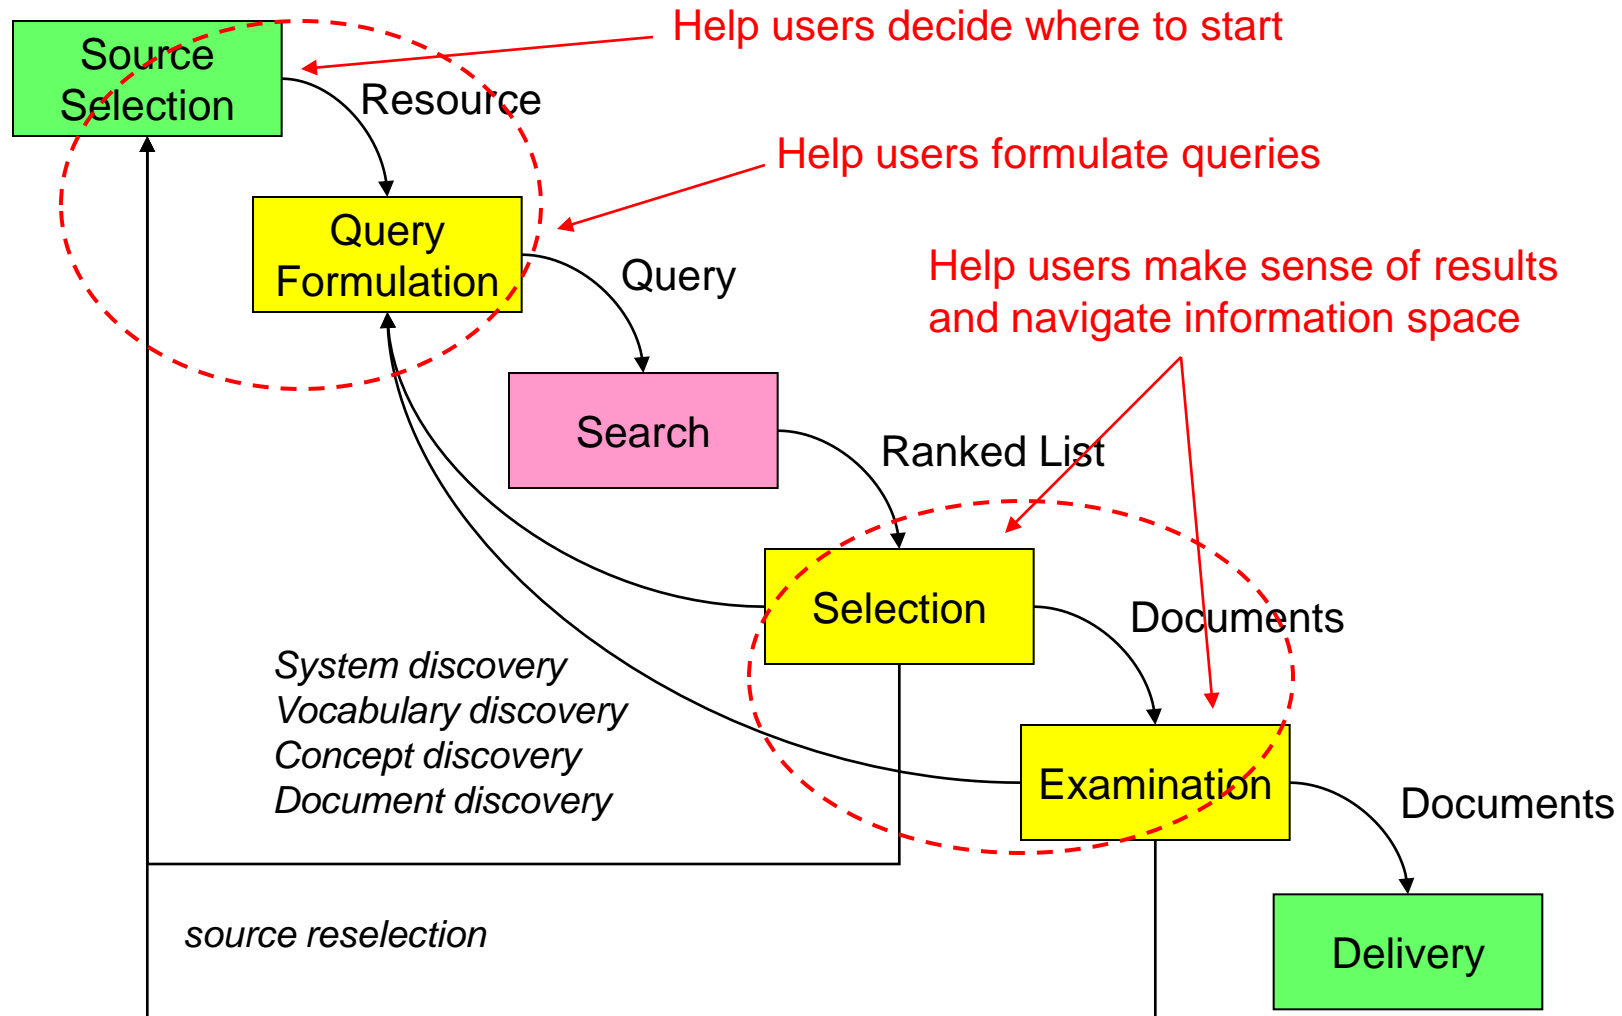 Help users decide where to start
Source
Selection
Resource
Help users formulate queries
Query
Formulation
Query
Help users make sense of results
and navigate information space
Search
Ranked List
Selection
Documents
System discovery
Vocabulary discovery
Concept discovery
Document discovery
Examination
Documents
source reselection
Delivery